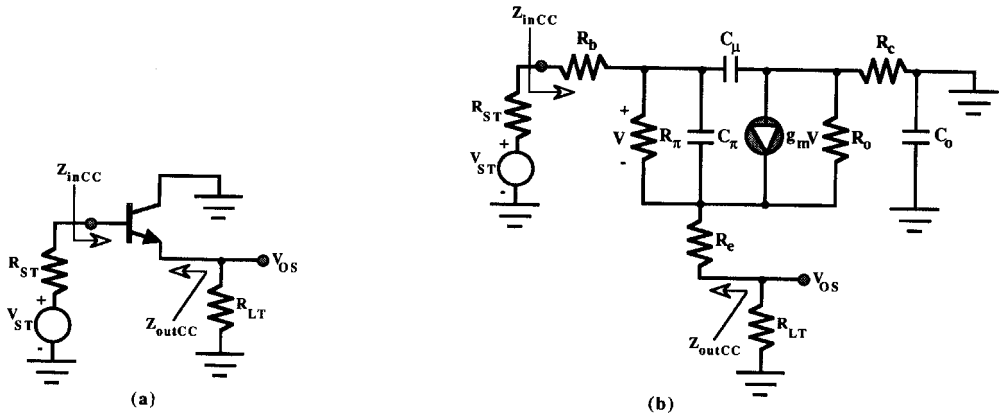 Z_inCC
R_ST
+
V_ST
-
V_OS
Z_outCC
R_LT
(a)
Z_inCC
R_b
C_μ
R_c
R_ST
+
V_ST
-
+
V
-
R_π
C_π
g_mV
R_o
C_o
R_e
V_OS
Z_outCC
R_LT
(b)